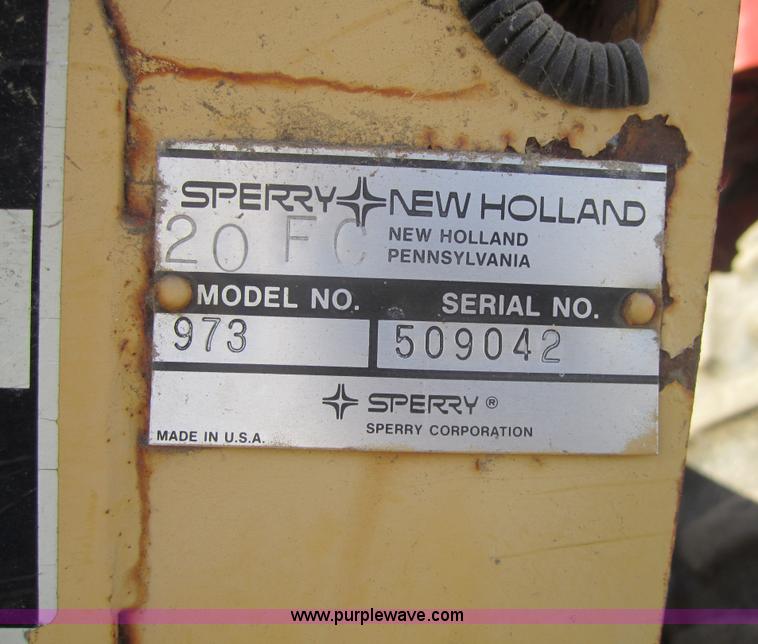 SPERRY NEW HOLLAND
20 FC NEW HOLLAND
PENNSYLVANIA
MODEL NO. SERIAL NO.
973 509042
SPERRY ®
SPERRY CORPORATION
MADE IN U.S.A.
www.purplewave.com